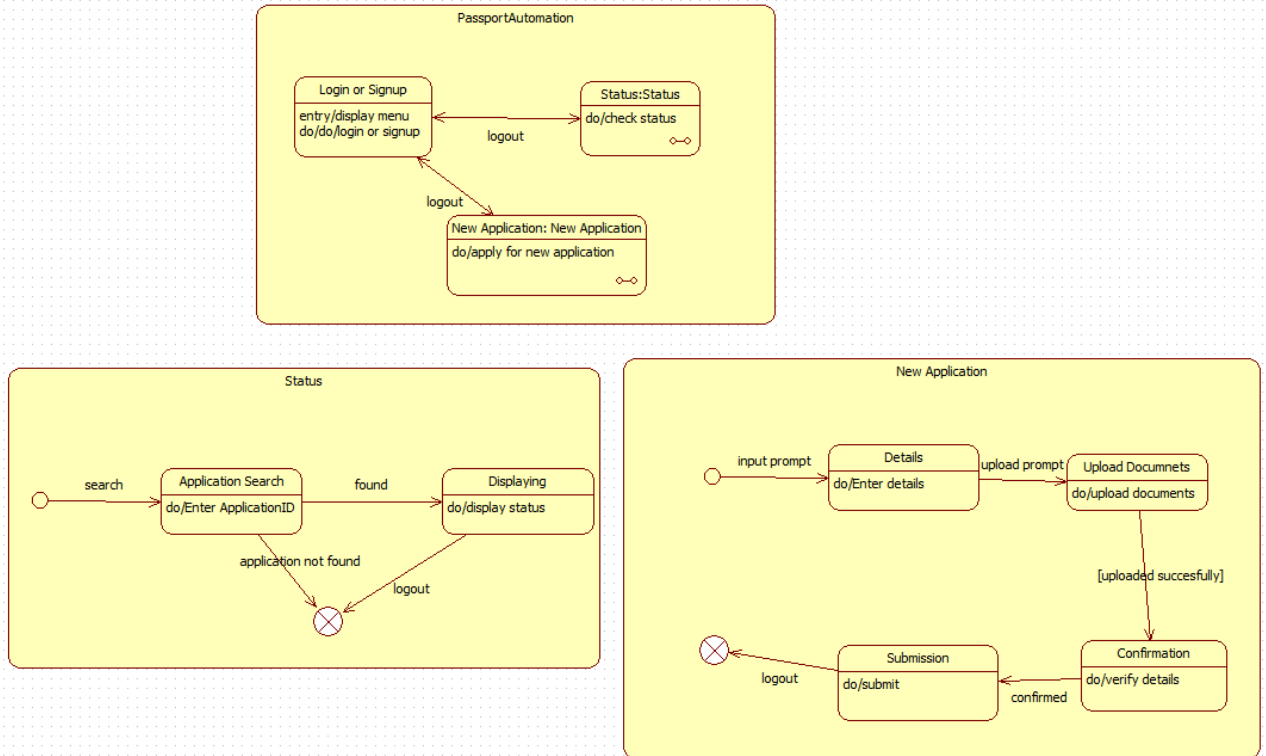 PassportAutomation
Login or Signup
entry/display menu
do/do/login or signup
Status:Status
do/check status
logout
logout
New Application: New Application
do/apply for new application
Status
search
Application Search
do/Enter ApplicationID
found
Displaying
do/display status
application not found
logout
New Application
input prompt
Details
do/Enter details
upload prompt
Upload Documnets
do/upload documents
[uploaded succesfully]
Confirmation
do/verify details
confirmed
Submission
do/submit
logout